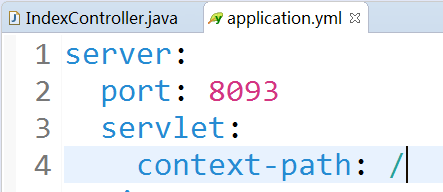 IndexController.java
application.yml
1 server:
2   port: 8093
3   servlet:
4     context-path: /